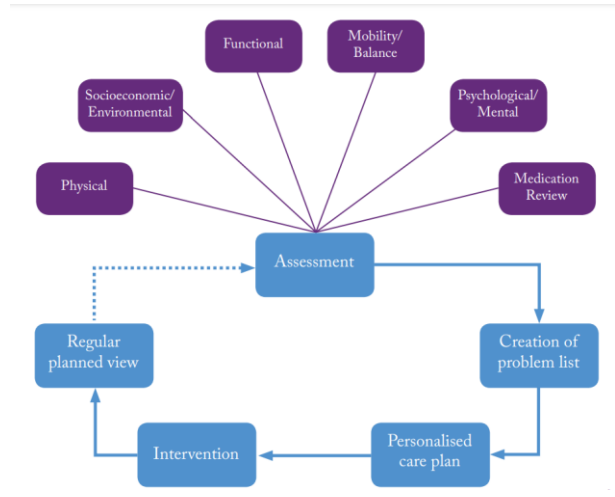 Functional
Mobility/
Balance
Socioeconomic/
Environmental
Psychological/
Mental
Physical
Medication
Review
Assessment
Regular
planned view
Creation of
problem list
Intervention
Personalised
care plan